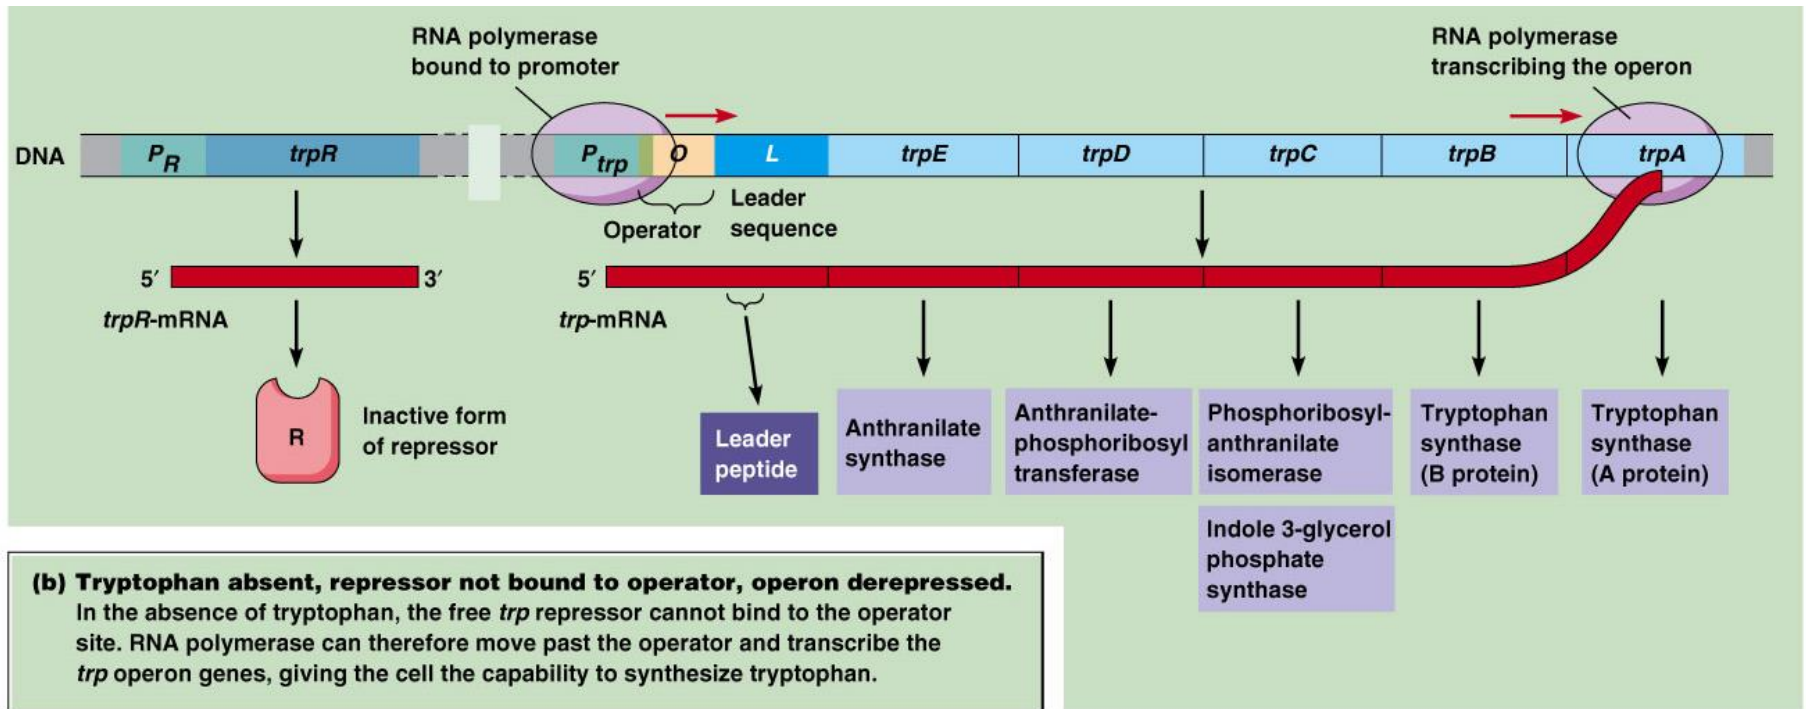 RNA polymerase
bound to promoter
RNA polymerase
transcribing the operon
DNA
PR
trpR
Ptrp
O
L
trpE
trpD
trpC
trpB
trpA
Operator
Leader
sequence
5′
3′
5′
trpR-mRNA
trp-mRNA
R
Inactive form
of repressor
Leader
peptide
Anthranilate
synthase
Anthranilate-
phosphoribosyl
transferase
Phosphoribosyl-
anthranilate
isomerase
Indole 3-glycerol
phosphate
synthase
Tryptophan
synthase
(B protein)
Tryptophan
synthase
(A protein)
(b) Tryptophan absent, repressor not bound to operator, operon derepressed.
In the absence of tryptophan, the free trp repressor cannot bind to the operator
site. RNA polymerase can therefore move past the operator and transcribe the
trp operon genes, giving the cell the capability to synthesize tryptophan.